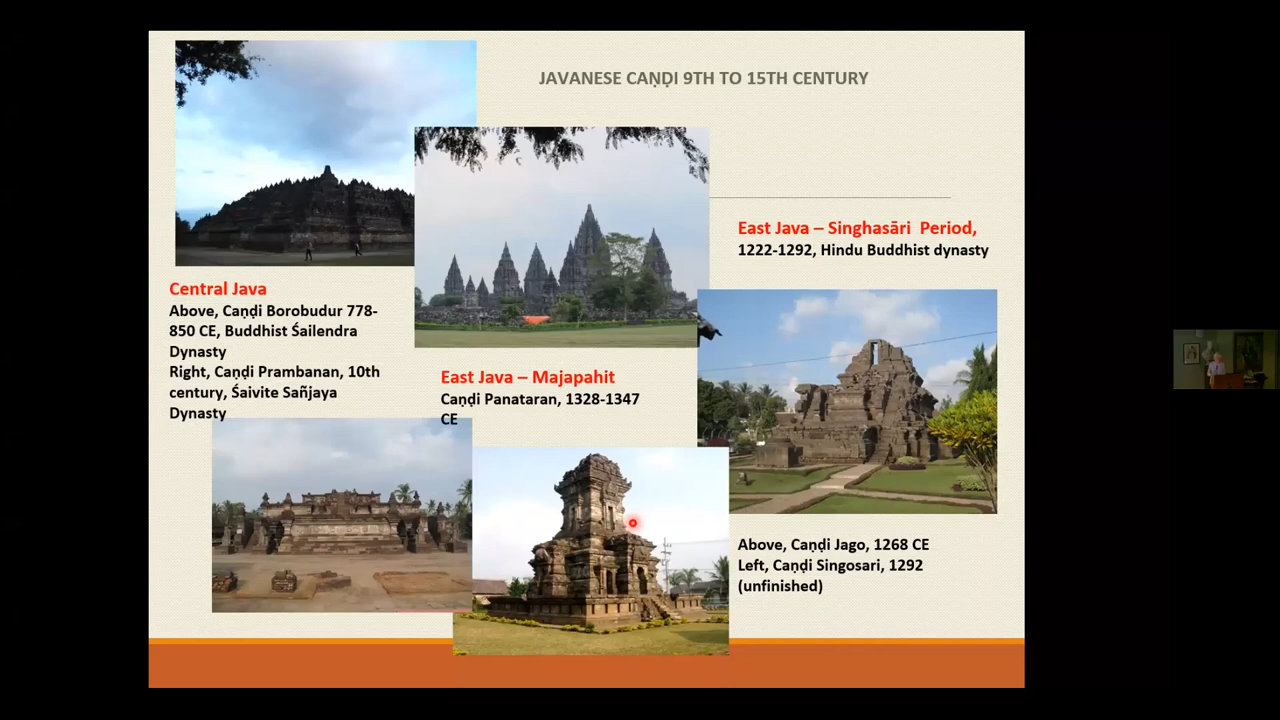 JAVANESE CAṆḌI 9TH TO 15TH CENTURY
East Java – Singhasāri Period,
1222-1292, Hindu Buddhist dynasty
Central Java
Above, Caṇḍi Borobudur 778-
850 CE, Buddhist Śailendra
Dynasty
Right, Caṇḍi Prambanan, 10th
century, Śaivite Sañjaya
Dynasty
East Java – Majapahit
Caṇḍi Panataran, 1328-1347
CE
Above, Caṇḍi Jago, 1268 CE
Left, Caṇḍi Singosari, 1292
(unfinished)